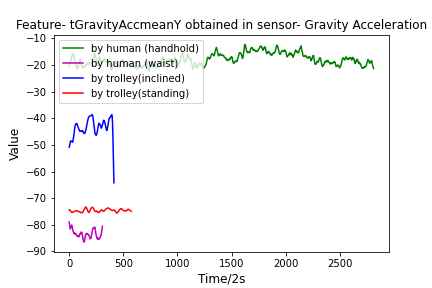 Feature- tGravityAccmeanY obtained in sensor- Gravity Acceleration
by human (handhold)
by human (waist)
by trolley(inclined)
by trolley(standing)
Value
−10
−20
−30
−40
−50
−60
−70
−80
−90
0 500 1000 1500 2000 2500
Time/2s